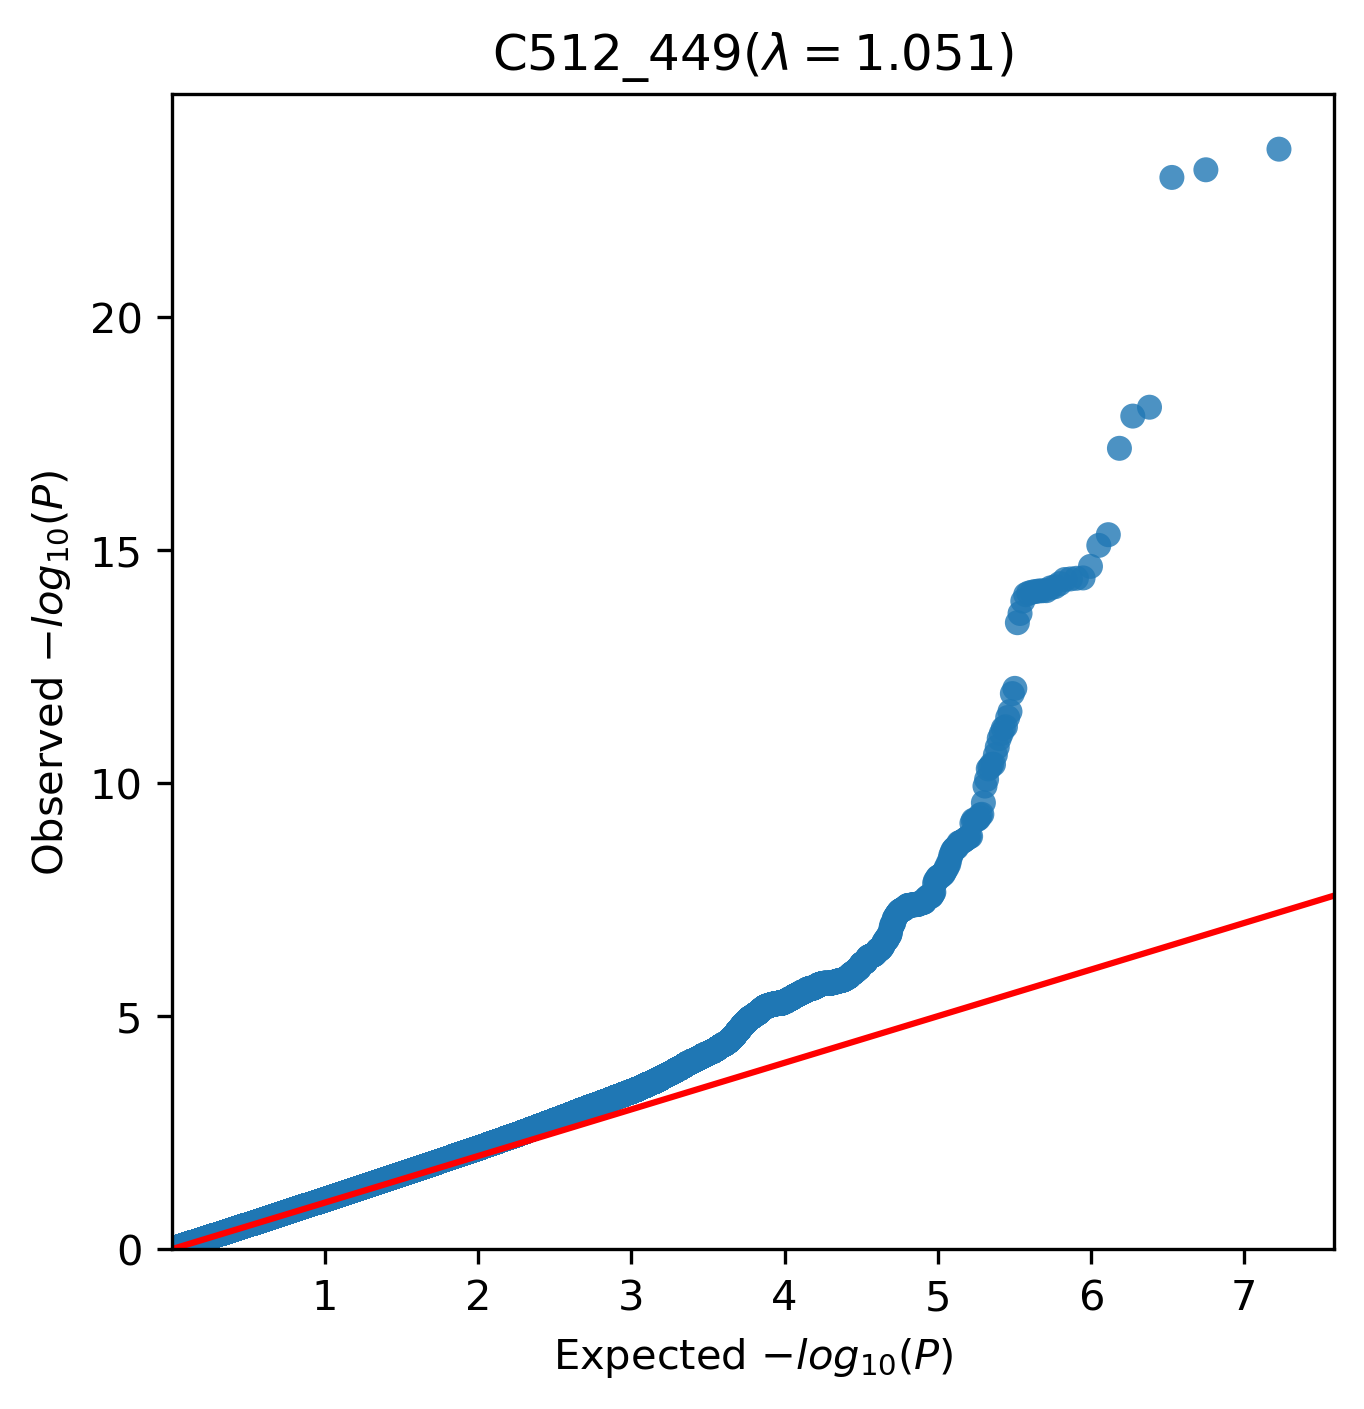 C512_449(λ = 1.051)
Observed −log₁₀(P)
20
15
10
5
0
1 2 3 4 5 6 7
Expected −log₁₀(P)